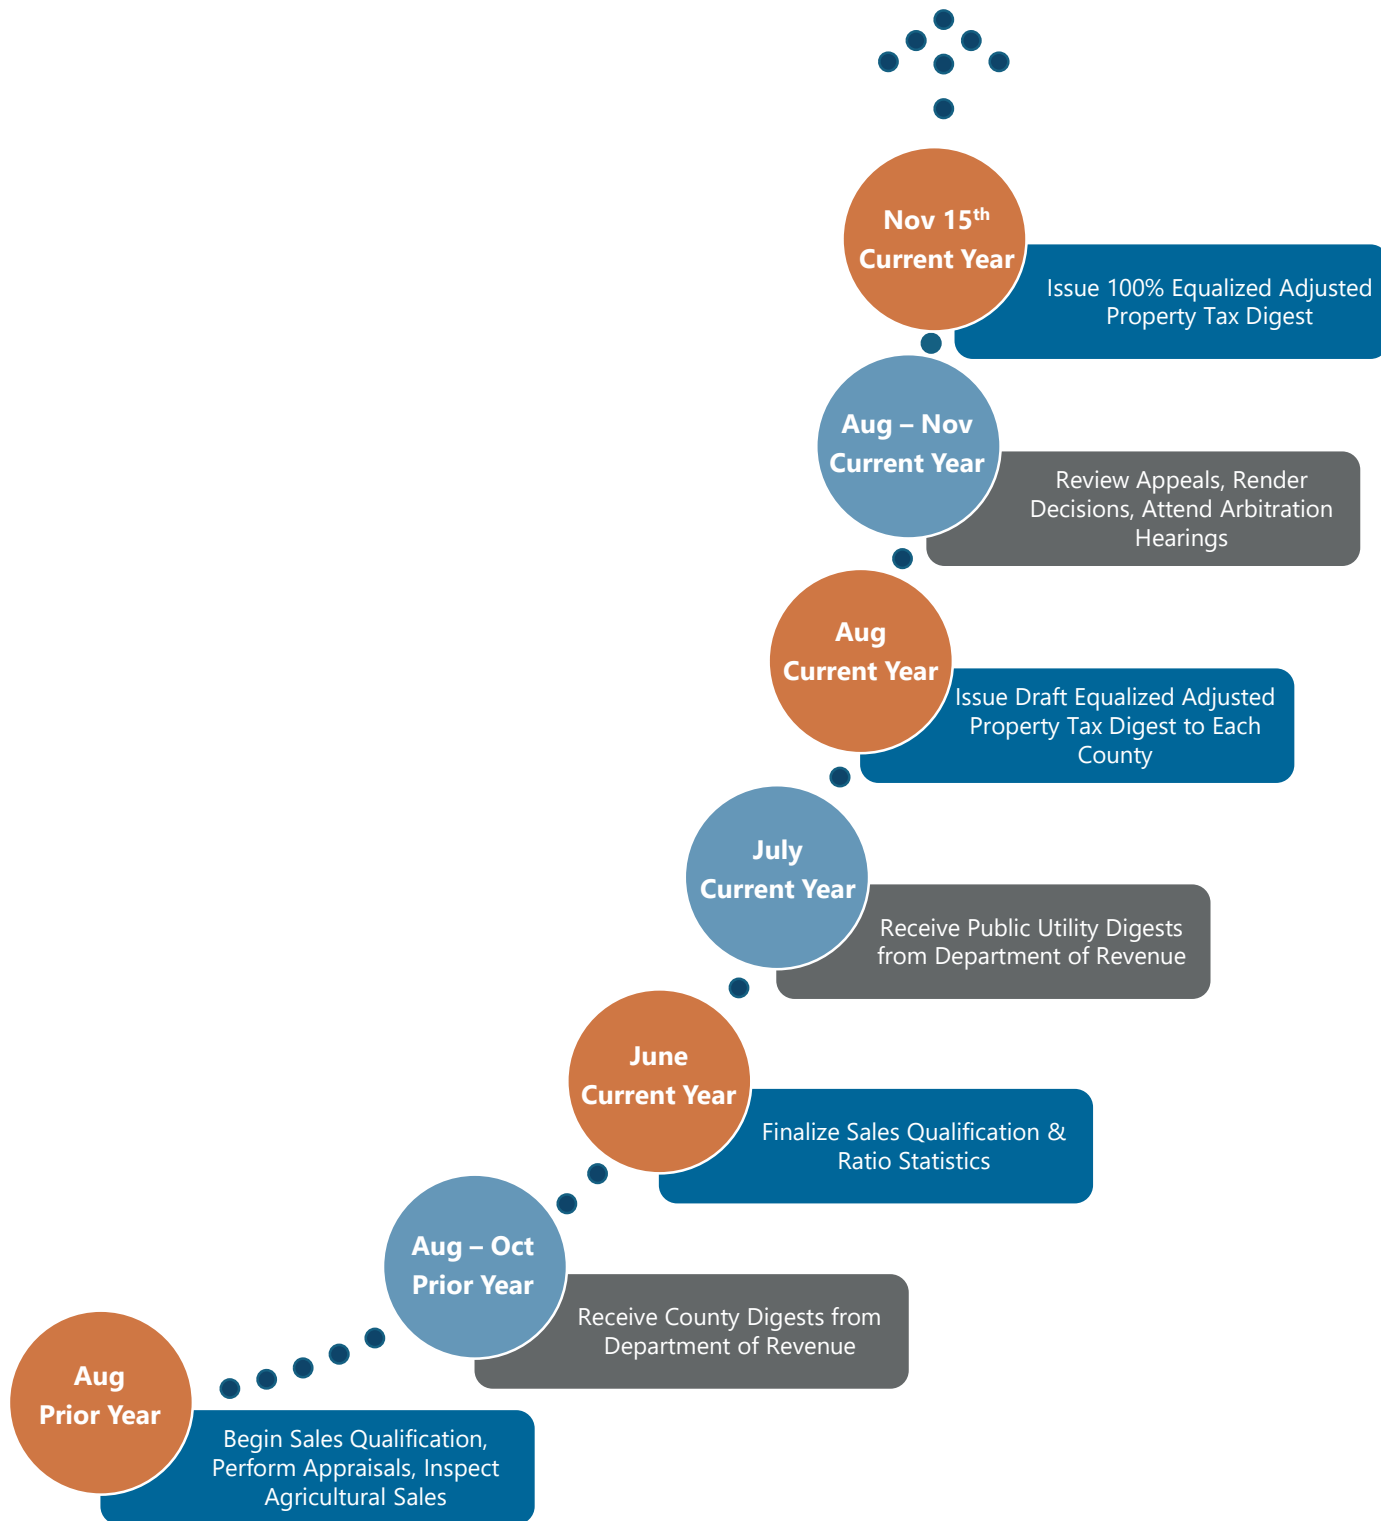 Nov 15th
Current Year
Issue 100% Equalized Adjusted
Property Tax Digest
Aug – Nov
Current Year
Review Appeals, Render
Decisions, Attend Arbitration
Hearings
Aug
Current Year
Issue Draft Equalized Adjusted
Property Tax Digest to Each
County
July
Current Year
Receive Public Utility Digests
from Department of Revenue
June
Current Year
Finalize Sales Qualification &
Ratio Statistics
Aug – Oct
Prior Year
Receive County Digests from
Department of Revenue
Aug
Prior Year
Begin Sales Qualification,
Perform Appraisals, Inspect
Agricultural Sales